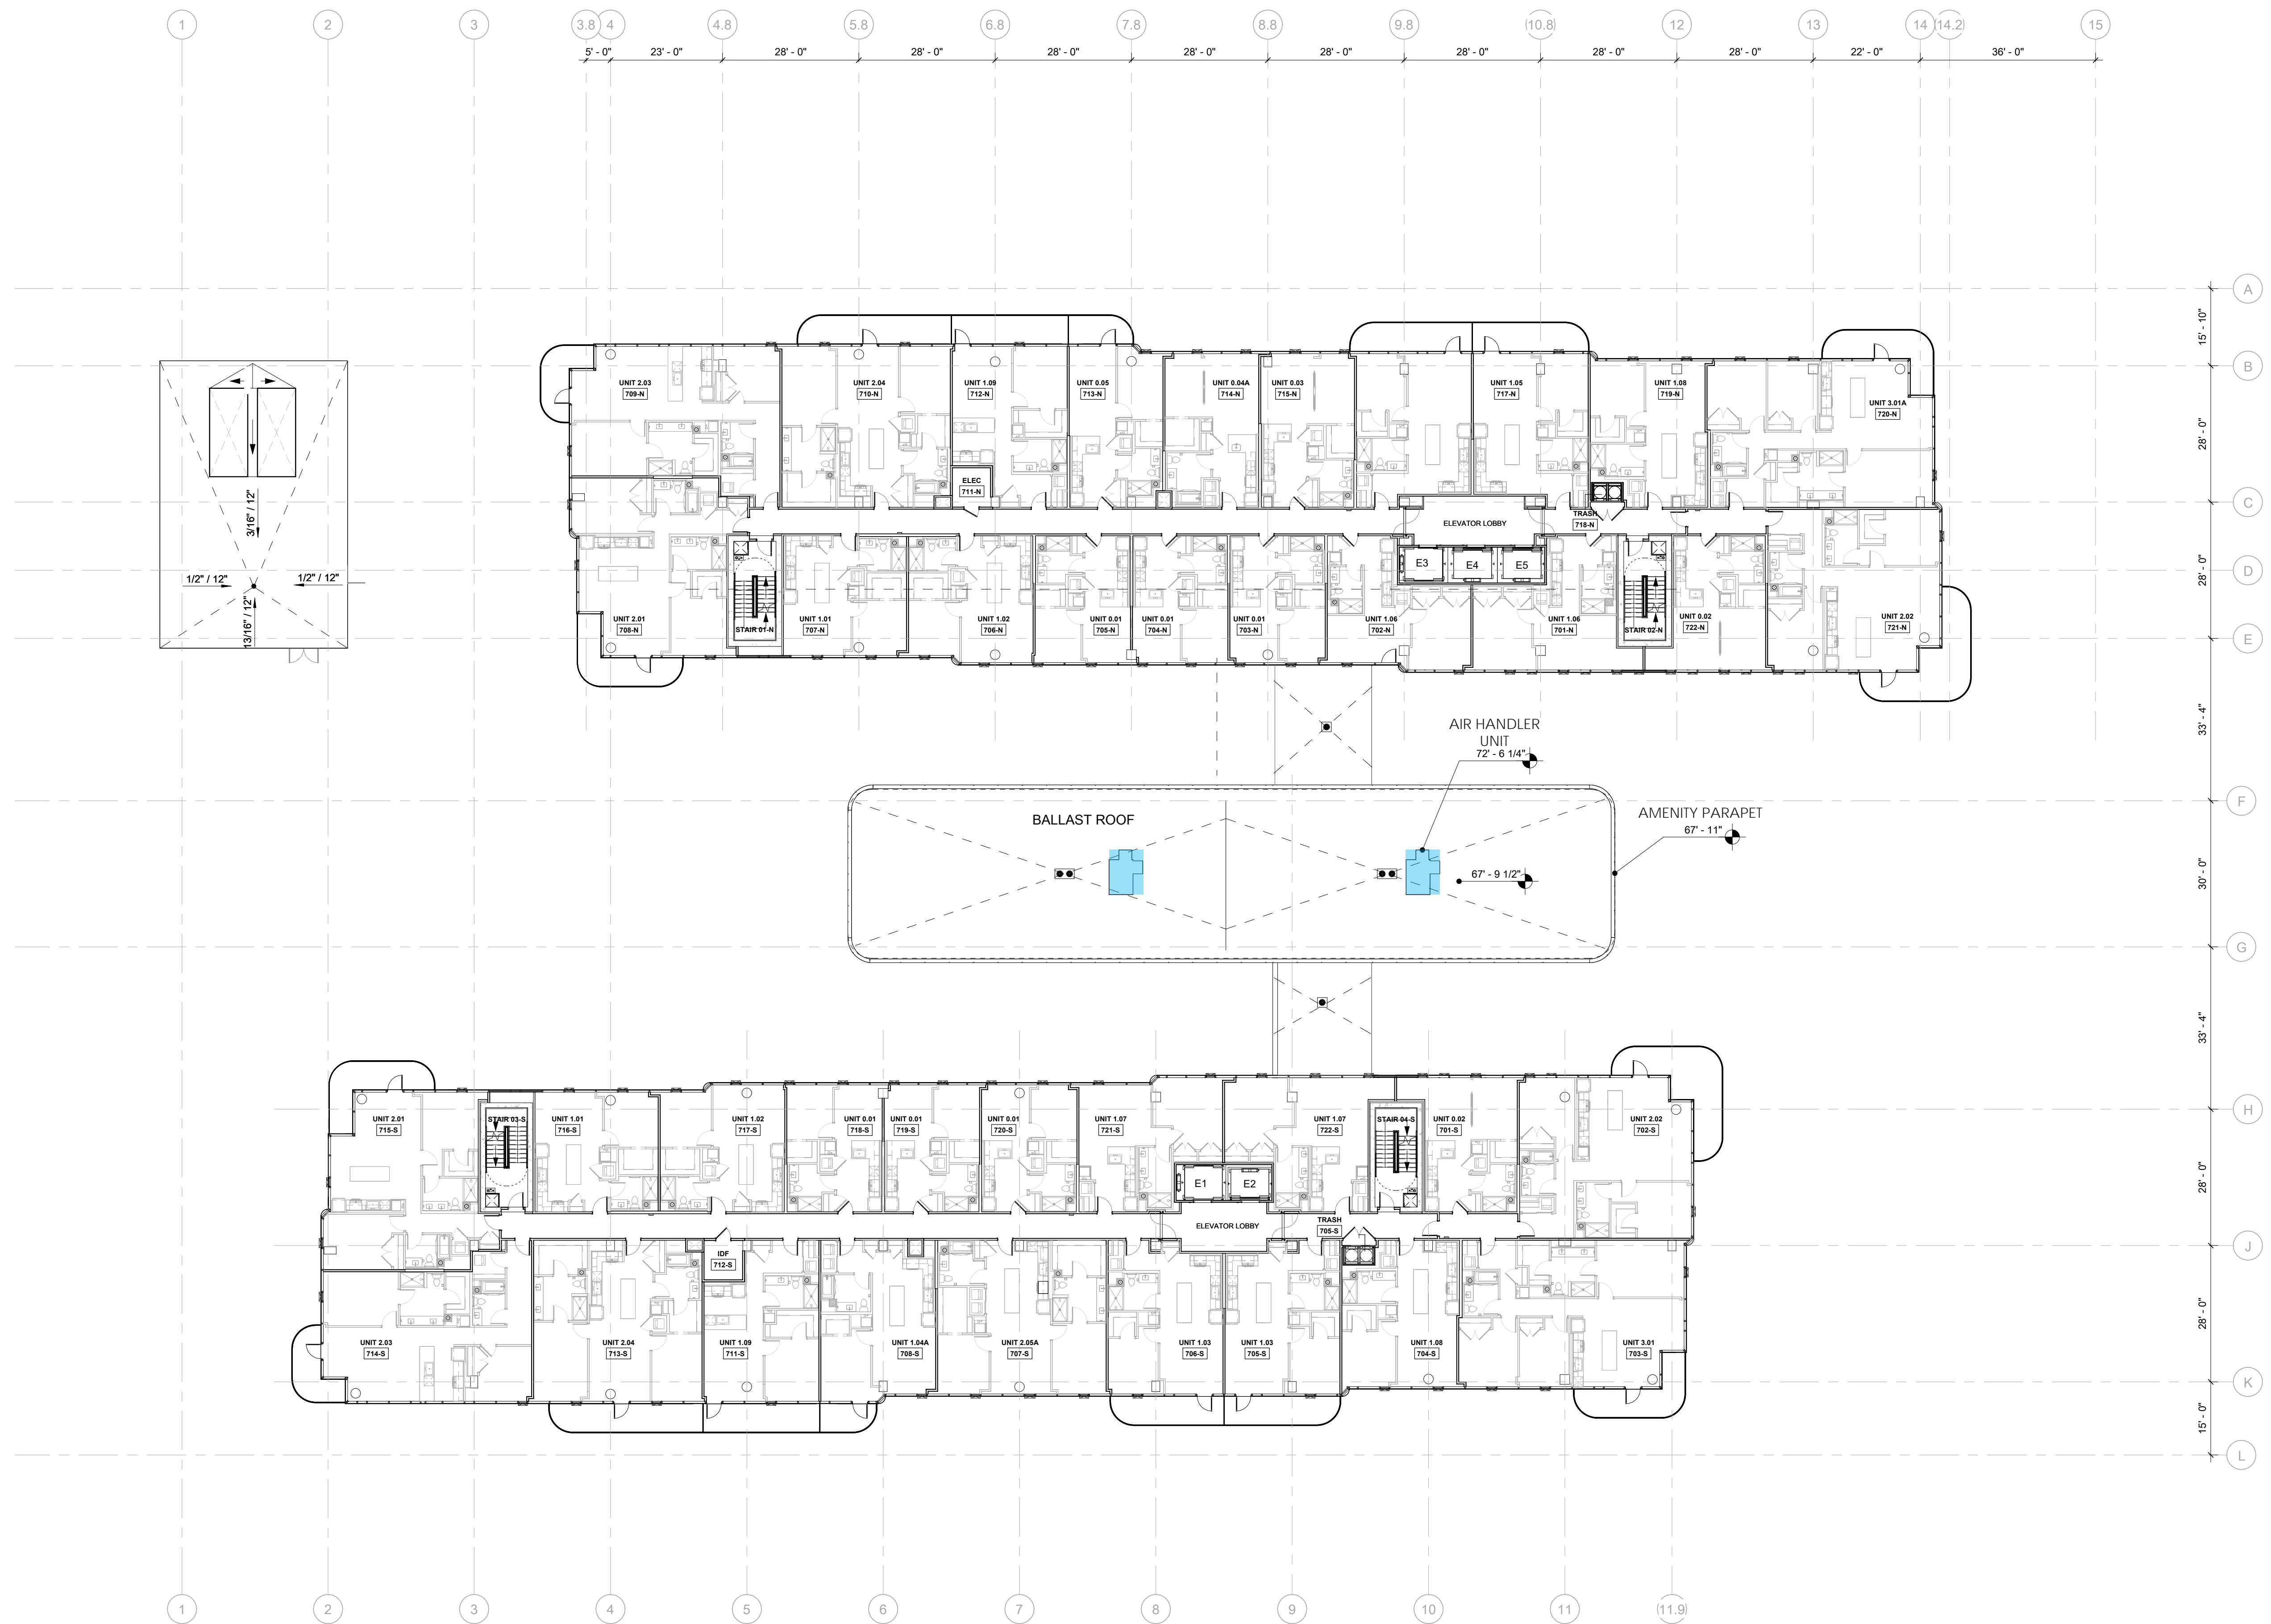 1 2 3 3.8 4 4.8 5.8 6.8 7.8 8.8 9.8 (10.8) 12 13 14 (14.2) 15
5' - 0" 23' - 0" 28' - 0" 28' - 0" 28' - 0" 28' - 0" 28' - 0" 28' - 0" 28' - 0" 28' - 0" 22' - 0" 36' - 0"
A
15' - 10"
B
28' - 0"
C
28' - 0"
D
E
33' - 4"
F
30' - 0"
G
33' - 4"
H
28' - 0"
J
28' - 0"
K
15' - 0"
L
3/16" / 12"
1/2" / 12"
1/2" / 12"
13/16" / 12"
UNIT 2.03
709-N
UNIT 2.04
710-N
UNIT 1.09
712-N
UNIT 0.05
713-N
UNIT 0.04A
714-N
UNIT 0.03
715-N
UNIT 1.05
717-N
UNIT 1.08
719-N
UNIT 3.01A
720-N
ELEC
711-N
ELEVATOR LOBBY
TRASH
718-N
E3 E4 E5
UNIT 2.01
708-N
STAIR 01-N
UNIT 1.01
707-N
UNIT 1.02
706-N
UNIT 0.01
705-N
UNIT 0.01
704-N
UNIT 0.01
703-N
UNIT 1.06
702-N
UNIT 1.06
701-N
STAIR 02-N
UNIT 0.02
722-N
UNIT 2.02
721-N
AIR HANDLER
UNIT
72' - 6 1/4"
BALLAST ROOF
AMENITY PARAPET
67' - 11"
67' - 9 1/2"
UNIT 2.01
715-S
STAIR 03-S
UNIT 1.01
716-S
UNIT 1.02
717-S
UNIT 0.01
718-S
UNIT 0.01
719-S
UNIT 0.01
720-S
UNIT 1.07
721-S
UNIT 1.07
722-S
STAIR 04-S
UNIT 0.02
701-S
UNIT 2.02
702-S
E1 E2
ELEVATOR LOBBY
TRASH
705-S
IDF
712-S
UNIT 2.03
714-S
UNIT 2.04
713-S
UNIT 1.09
711-S
UNIT 1.04A
708-S
UNIT 2.05A
707-S
UNIT 1.03
706-S
UNIT 1.03
705-S
UNIT 1.08
704-S
UNIT 3.01
703-S
1 2 3 4 5 6 7 8 9 10 11 (11.9)